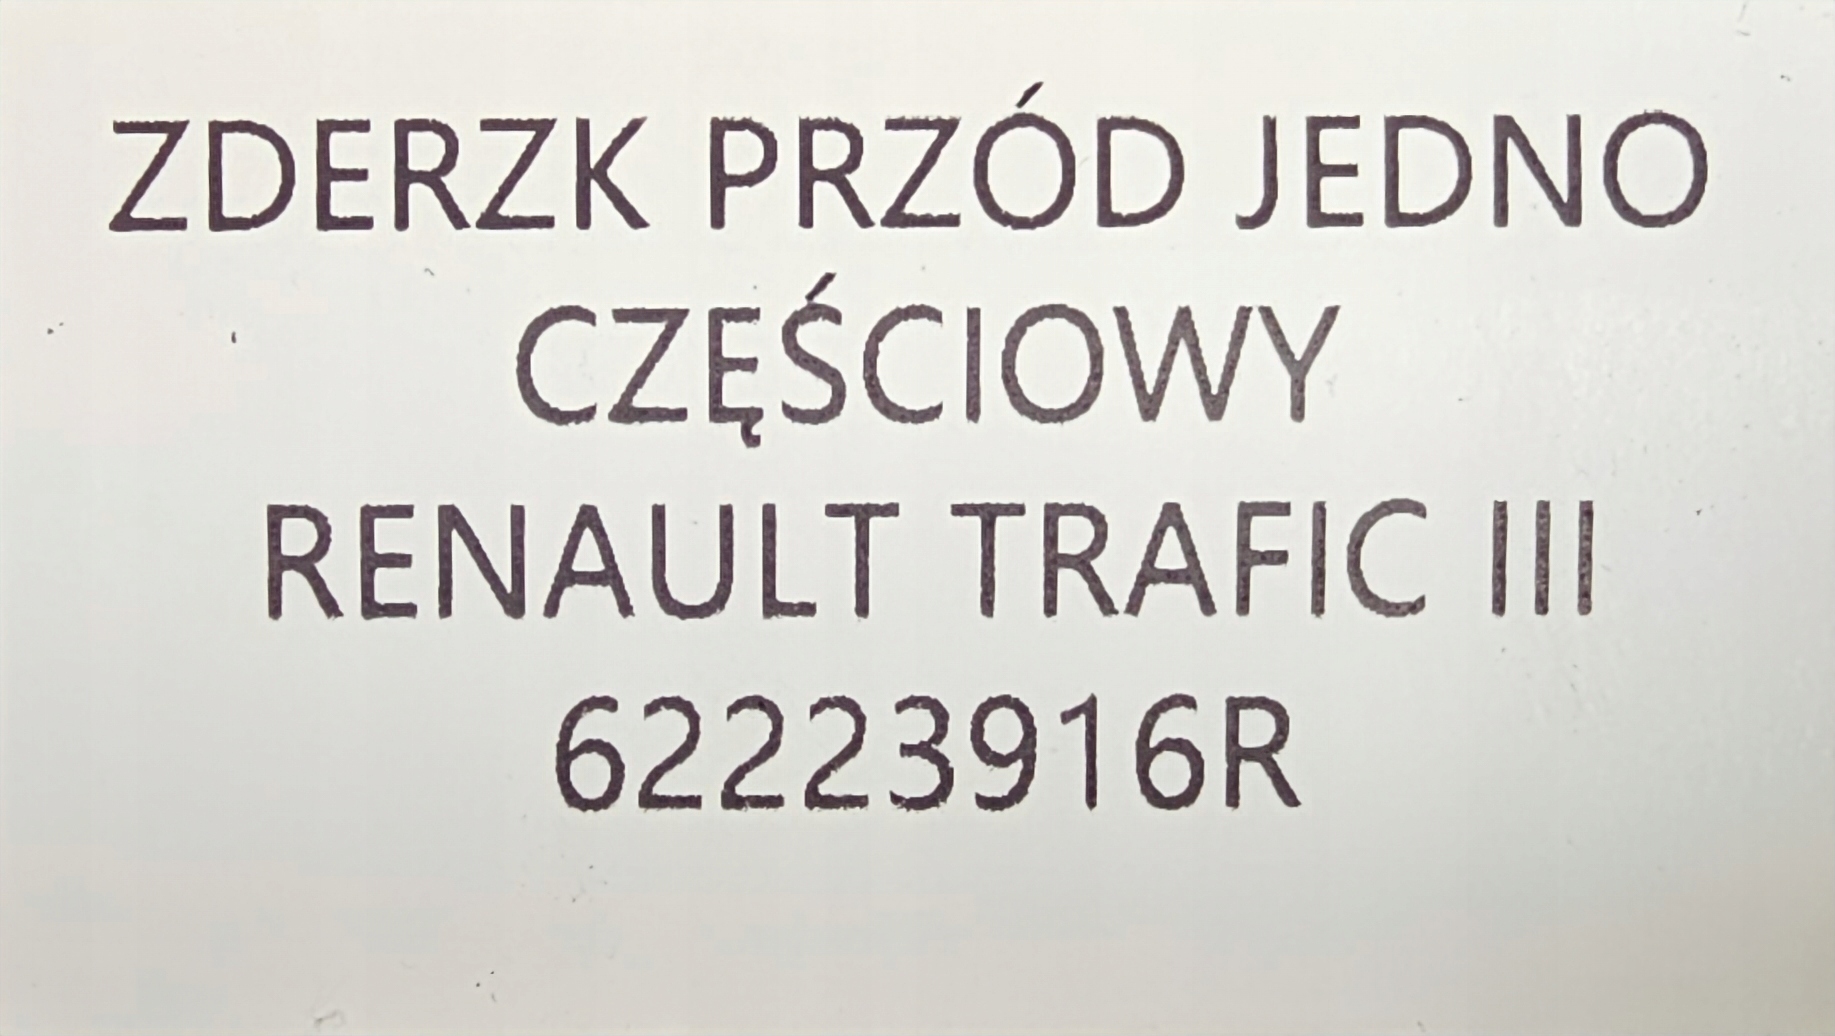 ZDERZK PRZÓD JEDNO
CZĘŚCIOWY
RENAULT TRAFIC III
62223916R